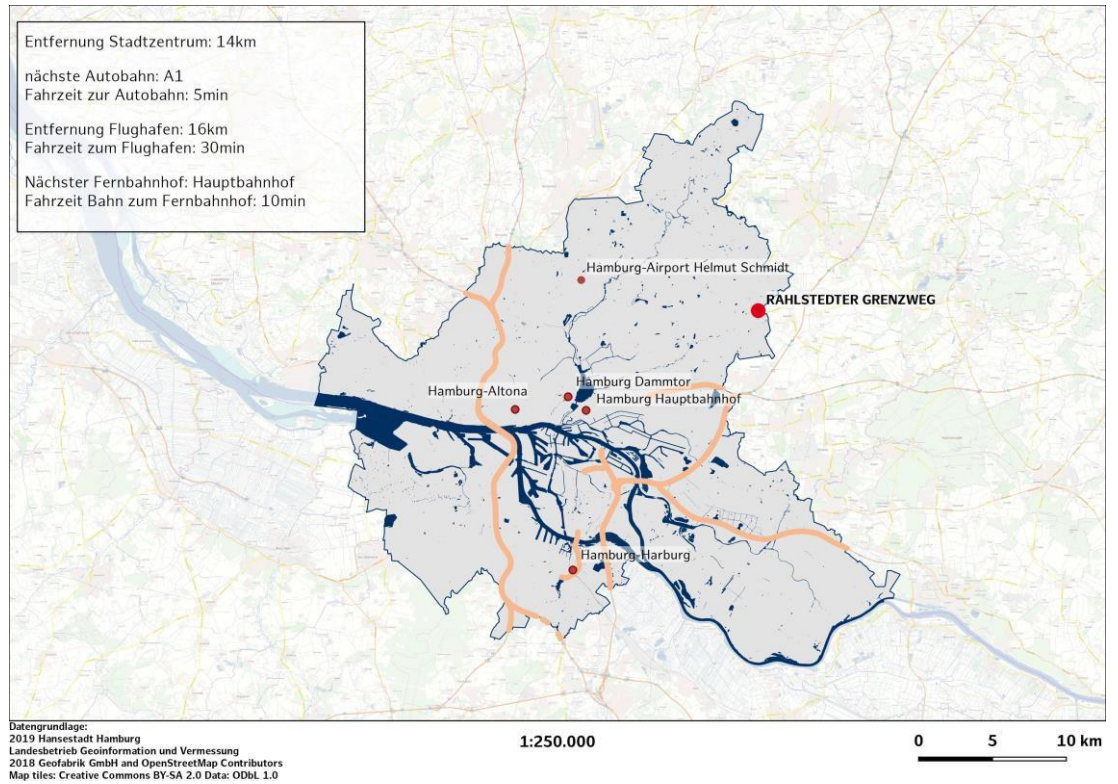 Entfernung Stadtzentrum: 14km
nächste Autobahn: A1
Fahrzeit zur Autobahn: 5min
Entfernung Flughafen: 16km
Fahrzeit zum Flughafen: 30min
Nächster Fernbahnhof: Hauptbahnhof
Fahrzeit Bahn zum Fernbahnhof: 10min
Hamburg-Airport Helmut Schmidt
RAHLSTEDTER GRENZWEG
Hamburg Dammtor
Hamburg-Altona
Hamburg Hauptbahnhof
Hamburg-Harburg
Datengrundlage:
2019 Hansestadt Hamburg
Landesbetrieb Geoinformation und Vermessung
2018 Geofabrik GmbH and OpenStreetMap Contributors
Map tiles: Creative Commons BY-SA 2.0 Data: ODbL 1.0
1:250.000
0 5 10 km